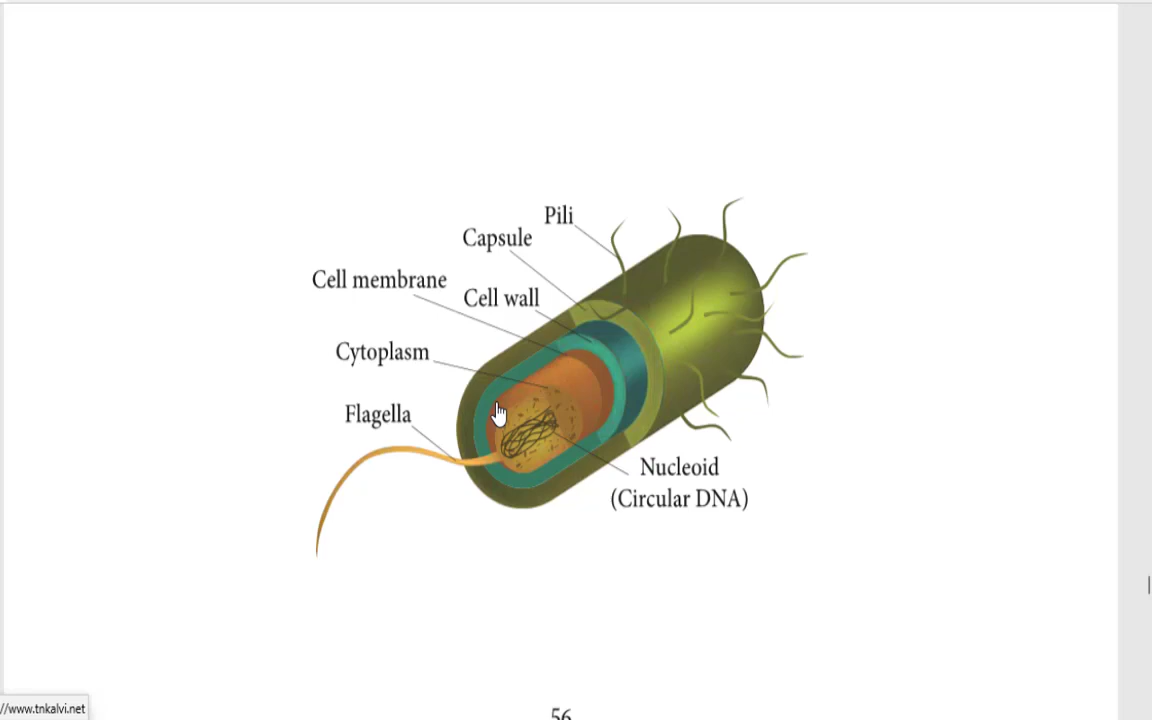 Pili
Capsule
Cell membrane
Cell wall
Cytoplasm
Flagella
Nucleoid
(Circular DNA)
//www.tnkalvi.net
56